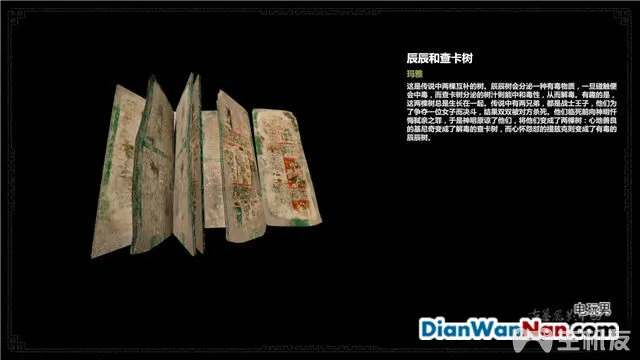 辰辰和查卡树
玛雅
这是传说中两棵互补的树。辰辰树会分泌一种有毒物质，一旦碰触便
会中毒，而查卡树分泌的树汁则能中和毒性，从而解毒。有趣的是，
这两棵树总是生长在一起。传说中有两兄弟，都是战士王子，他们为
了争夺一位女子而决斗，结果双双被对方杀死。他们临死前向神明忏
悔弑亲之罪，于是神明原谅了他们，将他们变成了两棵树：心地善良
的基尼奇变成了解毒的查卡树，而心怀怨怼的提兹克则变成了有毒的
辰辰树。
电玩男
DianWanNan.com